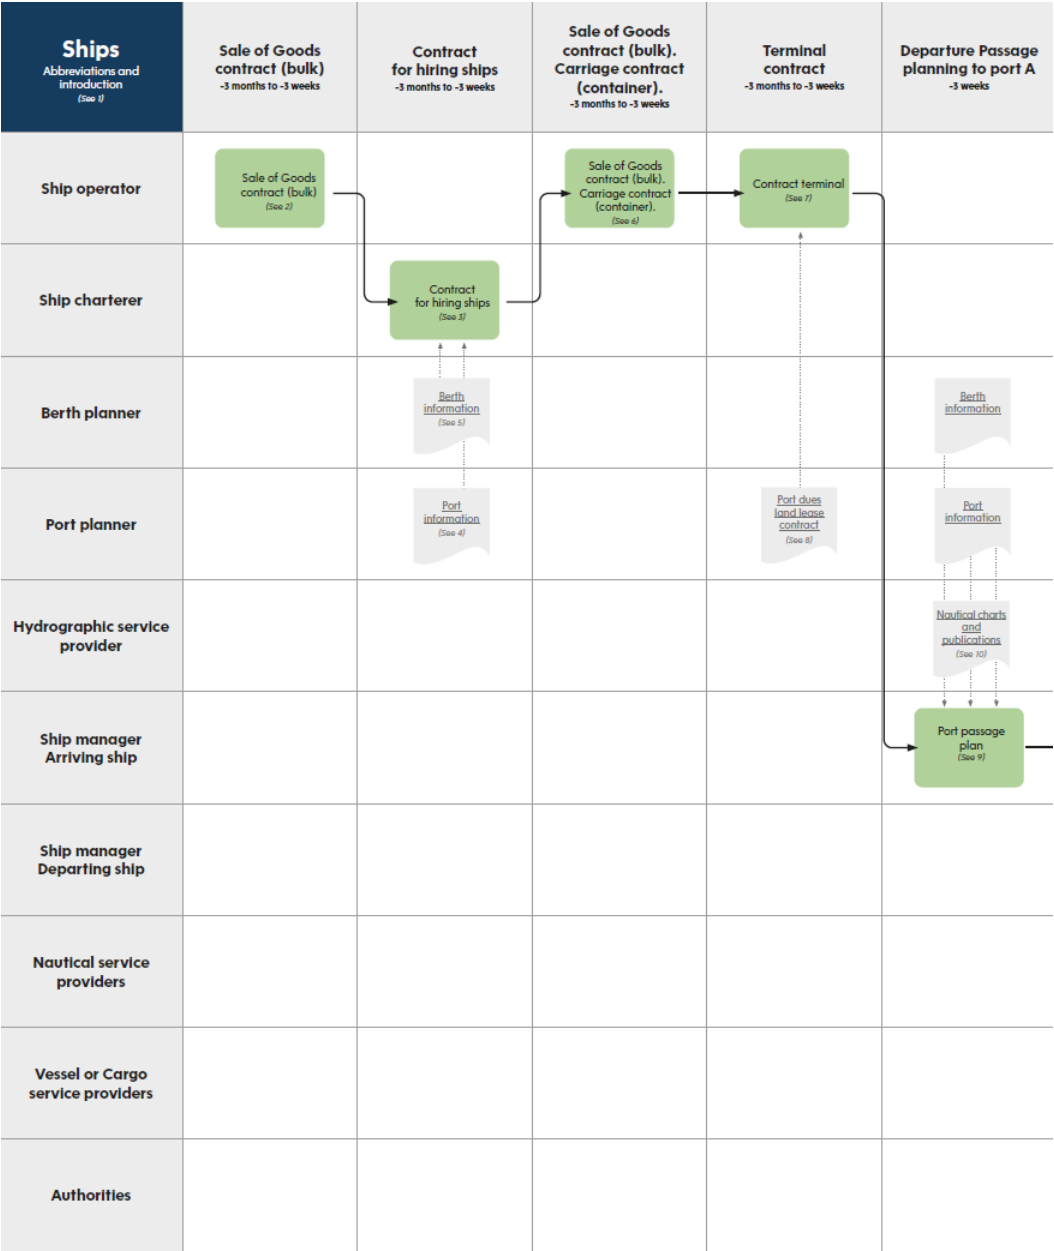 Ships
Abbreviations and
introduction
(See 1)
Sale of Goods
contract (bulk)
-3 months to -3 weeks
Contract
for hiring ships
-3 months to -3 weeks
Sale of Goods
contract (bulk).
Carriage contract
(container).
-3 months to -3 weeks
Terminal
contract
-3 months to -3 weeks
Departure Passage
planning to port A
-3 weeks
Ship operator
Sale of Goods
contract (bulk)
(See 2)
Sale of Goods
contract (bulk).
Carriage contract
(container).
(See 6)
Contract terminal
(See 7)
Ship charterer
Contract
for hiring ships
(See 3)
Berth planner
Berth
information
(See 5)
Berth
information
Port planner
Port
information
(See 4)
Port dues
land lease
contract
(See 8)
Port
information
Hydrographic service
provider
Nautical charts
and
publications
(See 10)
Ship manager
Arriving ship
Port passage
plan
(See 9)
Ship manager
Departing ship
Nautical service
providers
Vessel or Cargo
service providers
Authorities